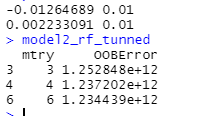 -0.01264689 0.01
0.002233091 0.01
> model2_rf_tunned
  mtry     OOBError
3    3 1.252848e+12
4    4 1.237202e+12
6    6 1.234439e+12
>